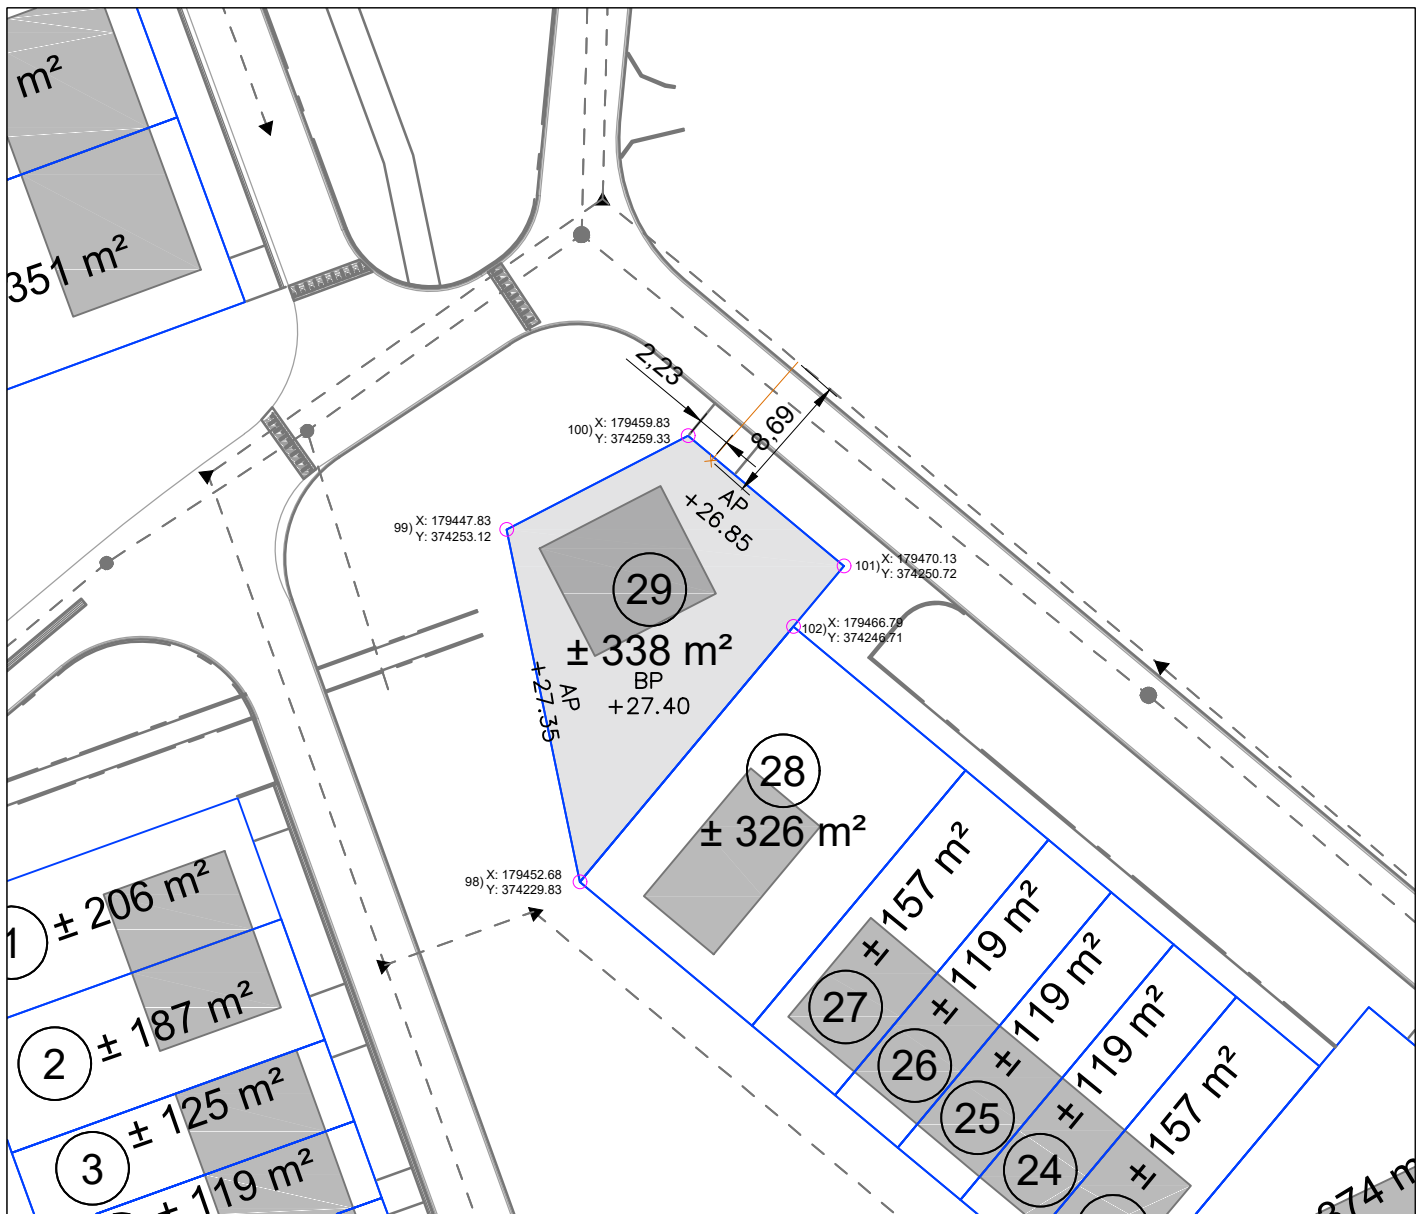 m²
351 m²
2,23
8,69
100) X: 179459.83
Y: 374259.33
AP
+26.85
99) X: 179447.83
Y: 374253.12
101) X: 179470.13
Y: 374250.72
29
± 338 m²
BP
+27.40
102) X: 179466.79
Y: 374246.71
AP
+27.35
28
± 326 m²
98) X: 179452.68
Y: 374229.83
1
± 206 m²
2
± 187 m²
3
± 125 m²
± 119 m²
27
± 157 m²
26
± 119 m²
25
± 119 m²
24
± 119 m²
± 157 m²
374 m